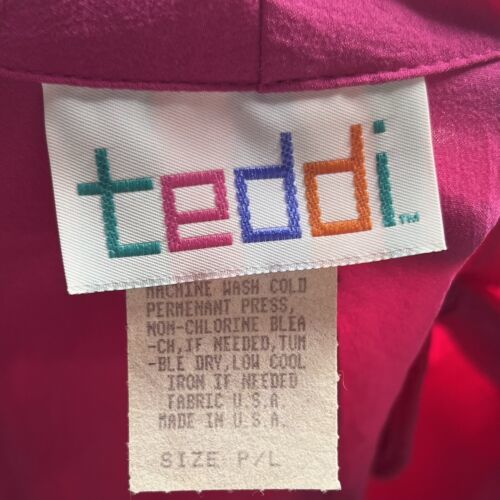 teddi™
MACHINE WASH COLD
PERMENANT PRESS,
NON-CHLORINE BLEA
-CH,IF NEEDED,TUM
-BLE DRY,LOW COOL
IRON IF NEEDED
FABRIC U.S.A.
MADE IN U.S.A.
SIZE P/L